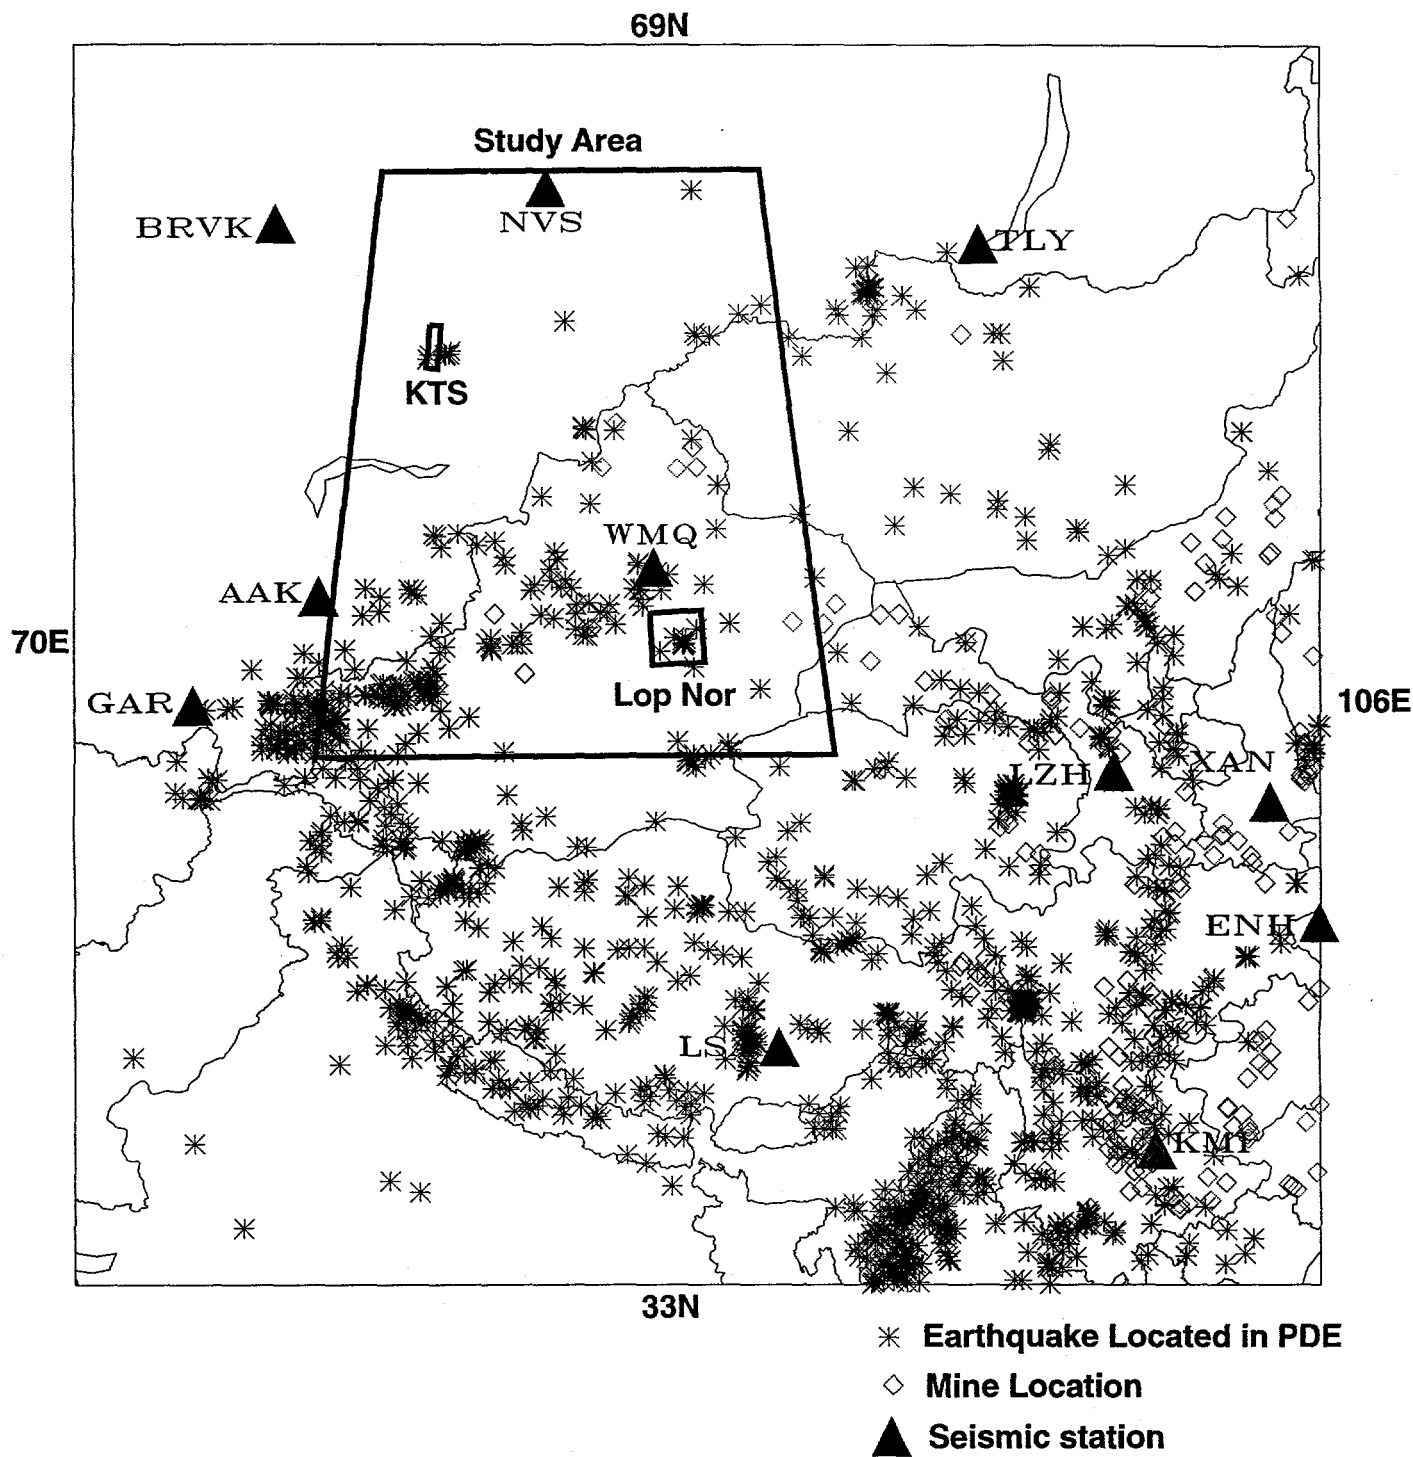 69N
Study Area
BRVK
NVS
TLY
KTS
WMQ
AAK
70E
Lop Nor
GAR
106E
LZH
XAN
ENH
LS
KMI
33N
Earthquake Located in PDE
Mine Location
Seismic station